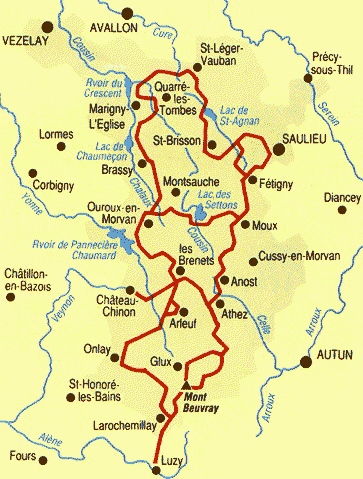 AVALLON
VEZELAY
Cousin
Cure
St-Léger-
Vauban
Précy-
sous-Thil
Rvoir du
Crescent
Quarré-
les-
Tombes
Serein
Marigny-
L'Eglise
Lac de
St-Agnan
Lormes
St-Brisson
SAULIEU
Lac de
Chaumeçon
Brassy
Corbigny
Chalaux
Montsauche
Fétigny
Yonne
Lac des
Settons
Diancey
Ouroux-en-
Morvan
Moux
Rvoir de Pannecière
Chaumard
Cousin
les
Brenets
Cussy-en-Morvan
Châtillon-
en-Bazois
Veynon
Château-
Chinon
Anost
Arleuf
Athez
Celle
Arroux
Onlay
Glux
AUTUN
St-Honoré-
les-Bains
Mont
Beuvray
Arroux
Larochemillay
Alène
Fours
Luzy